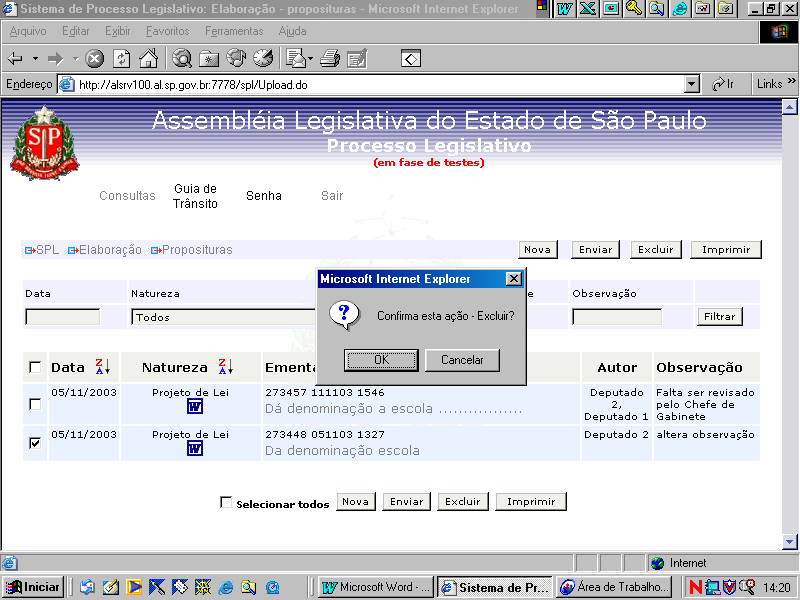 Sistema de Processo Legislativo: Elaboração - proposituras - Microsoft Internet Explorer
Arquivo Editar Exibir Favoritos Ferramentas Ajuda
Endereço http://alsrv100.al.sp.gov.br:7778/spl/Upload.do Ir Links »
Assembléia Legislativa do Estado de São Paulo
Processo Legislativo
(em fase de testes)
SP
Consultas Guia de Trânsito Senha Sair
SPL Elaboração Proposituras Nova Enviar Excluir Imprimir
Microsoft Internet Explorer
Confirma esta ação - Excluir?
OK Cancelar
Data Natureza Observação
Todos Filtrar
Data Natureza Ementa Autor Observação
05/11/2003 Projeto de Lei 273457 111103 1546 Deputado 2, Deputado 1 Falta ser revisado pelo Chefe de Gabinete
Dá denominação a escola ..................
05/11/2003 Projeto de Lei 273448 051103 1327 Deputado 2 altera observação
Da denominação escola
Selecionar todos Nova Enviar Excluir Imprimir
Internet
Iniciar Microsoft Word - ... Sistema de Pr... Área de Trabalho... 14:20